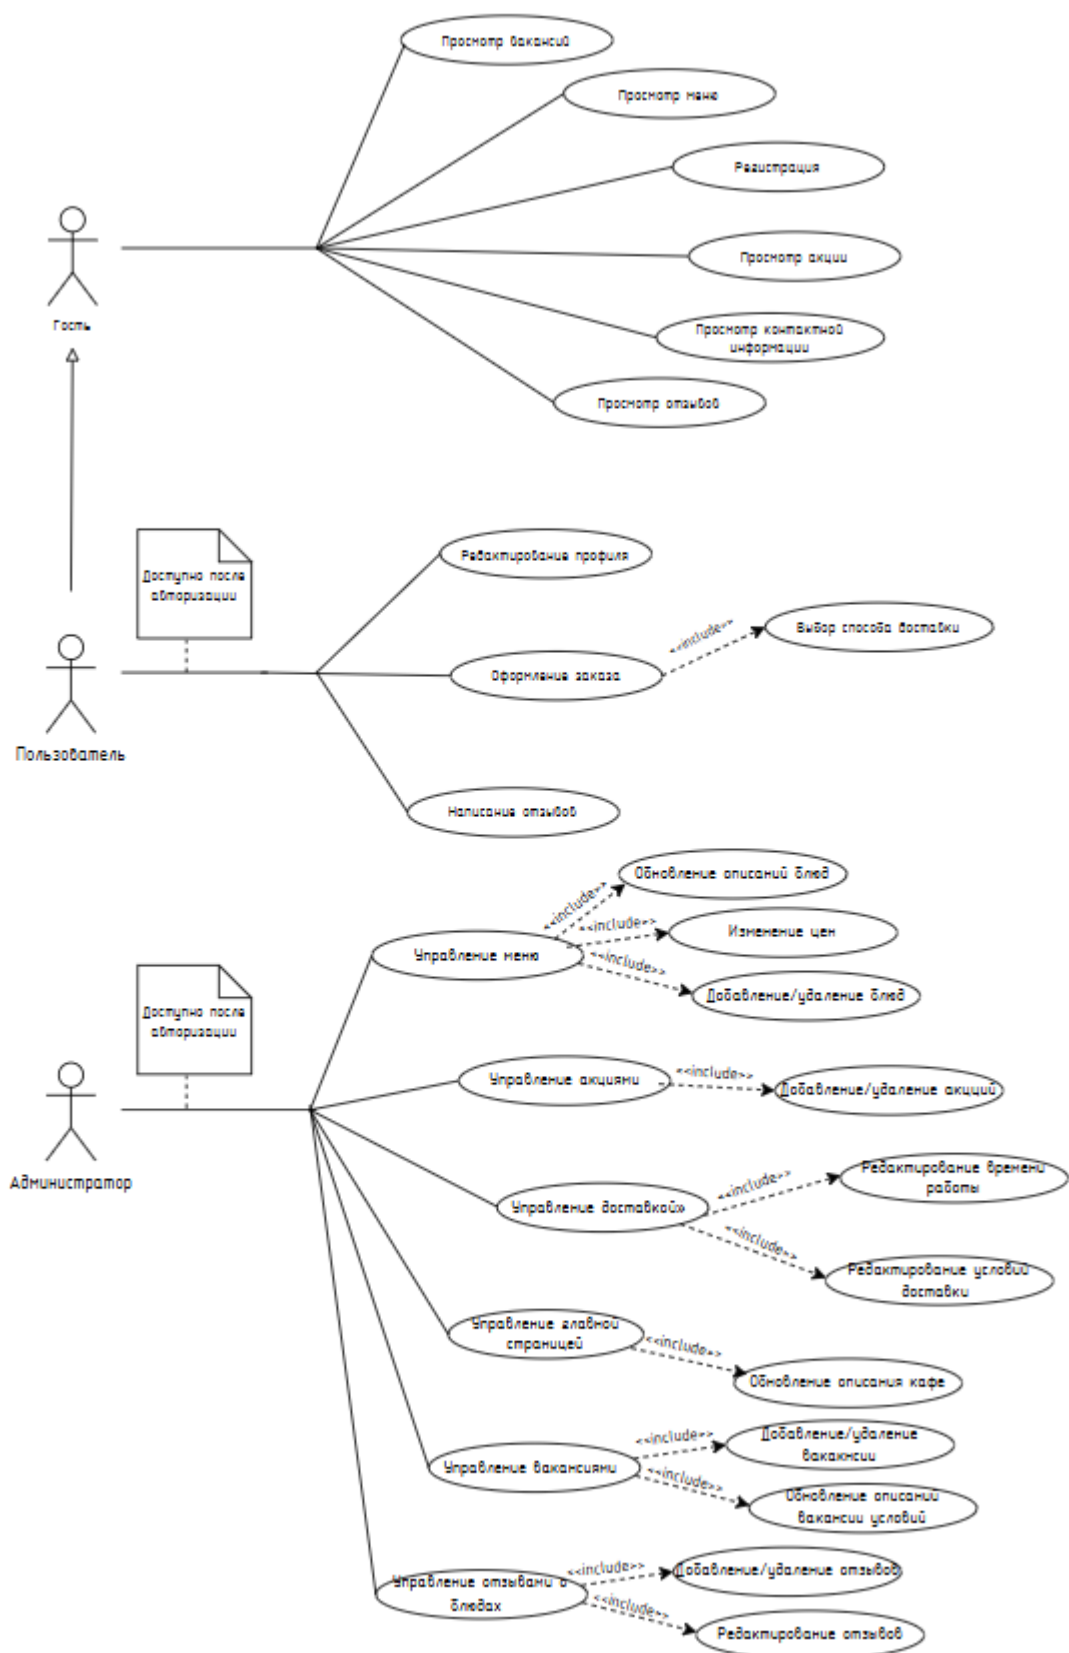 Просмотр вакансий
Просмотр меню
Регистрация
Просмотр акции
Просмотр контактной
информации
Просмотр отзывов
Гость
Доступно после
авторизации
Редактирование профиля
Оформление заказа
<<include>>
Выбор способа доставки
Написание отзывов
Пользователь
Управление меню
<<include>>
Обновление описаний блюд
<<include>>
Изменение цен
<<include>>
Добавление/удаление блюд
Доступно после
авторизации
Управление акциями
<<include>>
Добавление/удаление акций
Администратор
Управление доставкой»
<<include>>
Редактирование времени
работы
<<include>>
Редактирование условий
доставки
Управление главной
страницей
<<include>>
Обновление описания кафе
Управление вакансиями
<<include>>
Добавление/удаление
вакакнсии
<<include>>
Обновление описаний
вакансии условий
Управление отзывами о
блюдах
<<include>>
Добавление/удаление отзывов
<<include>>
Редактирование отзывов